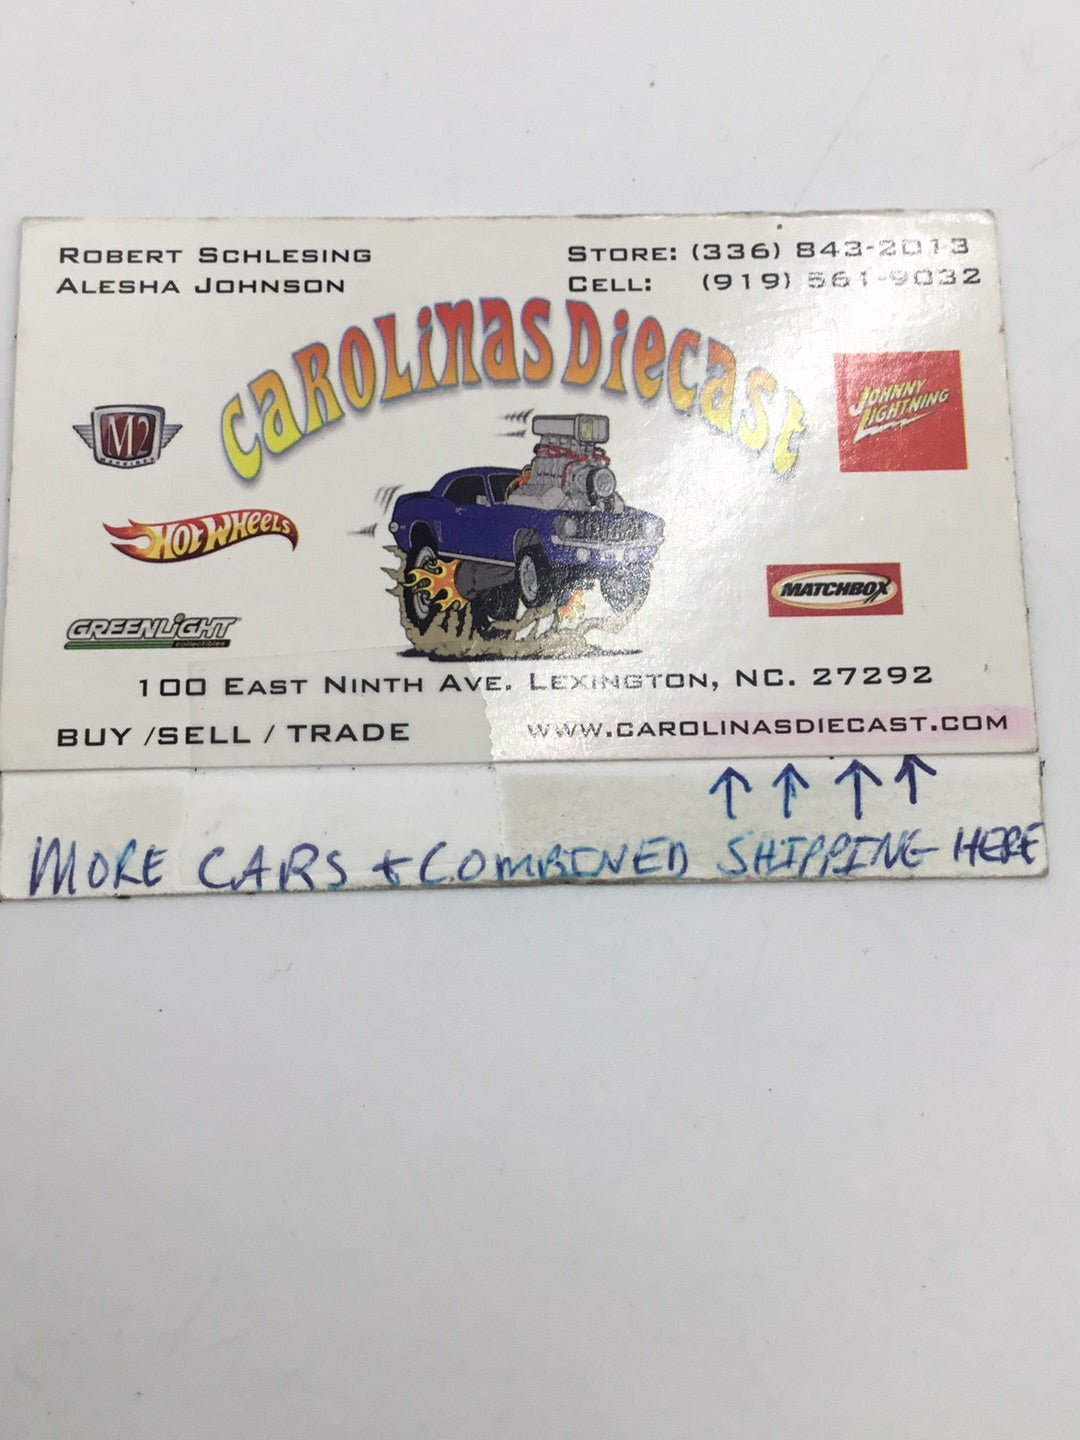 ROBERT SCHLESING
ALESHA JOHNSON
STORE: (336) 843-2013
CELL: (919) 561-9032
CAROLINAS DIECAST
M2
MACHINES
JOHNNY
LIGHTNING
HOT WHEELS
MATCHBOX
GREENLIGHT
collectibles
100 EAST NINTH AVE. LEXINGTON, NC. 27292
BUY /SELL / TRADE
WWW.CAROLINASDIECAST.COM
MORE CARS + COMBINED SHIPPING HERE